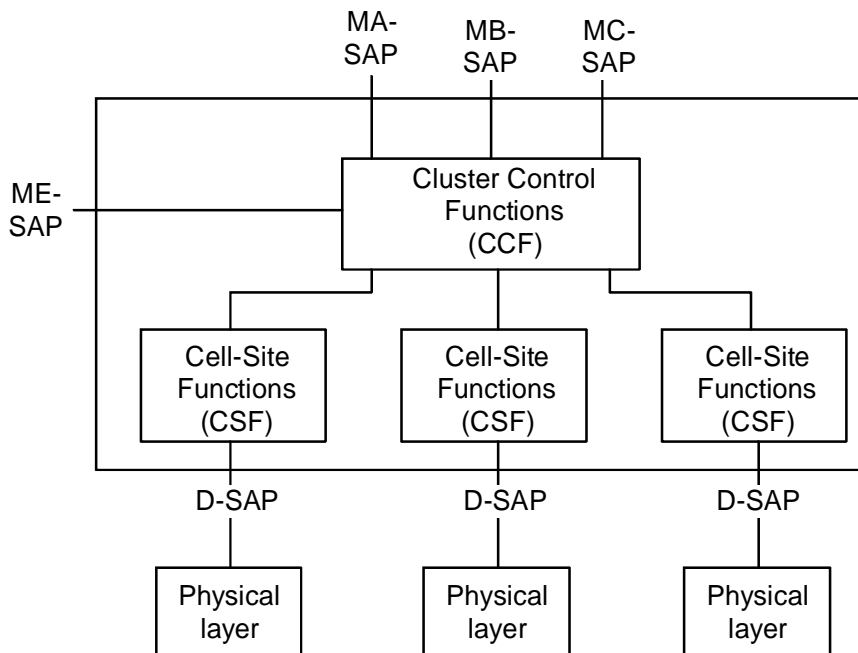 MA-
SAP
MB-
SAP
MC-
SAP
ME-
SAP
Cluster Control
Functions
(CCF)
Cell-Site
Functions
(CSF)
Cell-Site
Functions
(CSF)
Cell-Site
Functions
(CSF)
D-SAP
D-SAP
D-SAP
Physical
layer
Physical
layer
Physical
layer